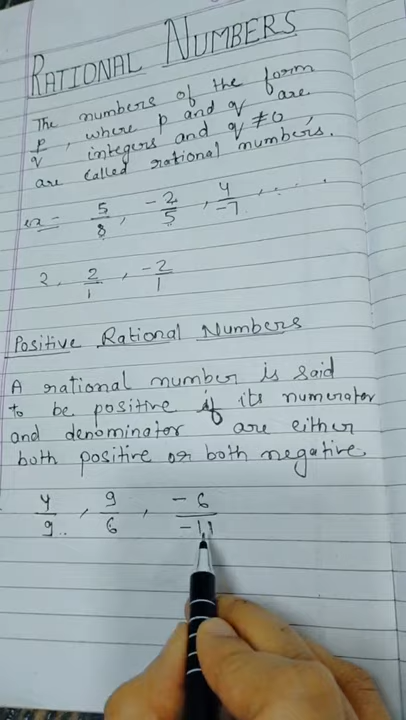 RATIONAL NUMBERS
The numbers of the form
p/q, where p and q are
integers and q ≠ 0,
are called rational numbers.
ex = 5/8, -2/5, 4/-7, ....
2, 2/1, -2/1
Positive Rational Numbers
A rational number is said
to be positive if its numerator
and denominator are either
both positive or both negative
4/9, 9/6, -6/-11